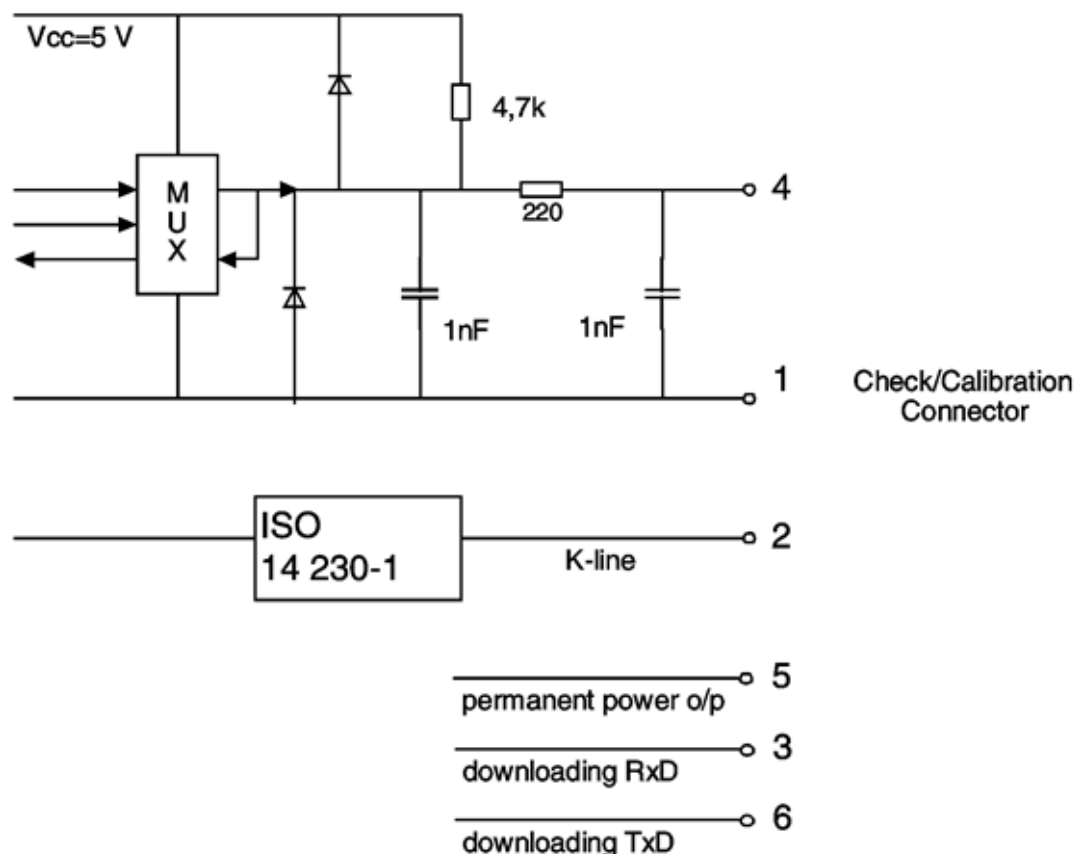 Vcc=5 V
4,7k
M
U
X
4
220
1nF
1nF
1
Check/Calibration
Connector
ISO
14 230-1
2
K-line
5
permanent power o/p
3
downloading RxD
6
downloading TxD